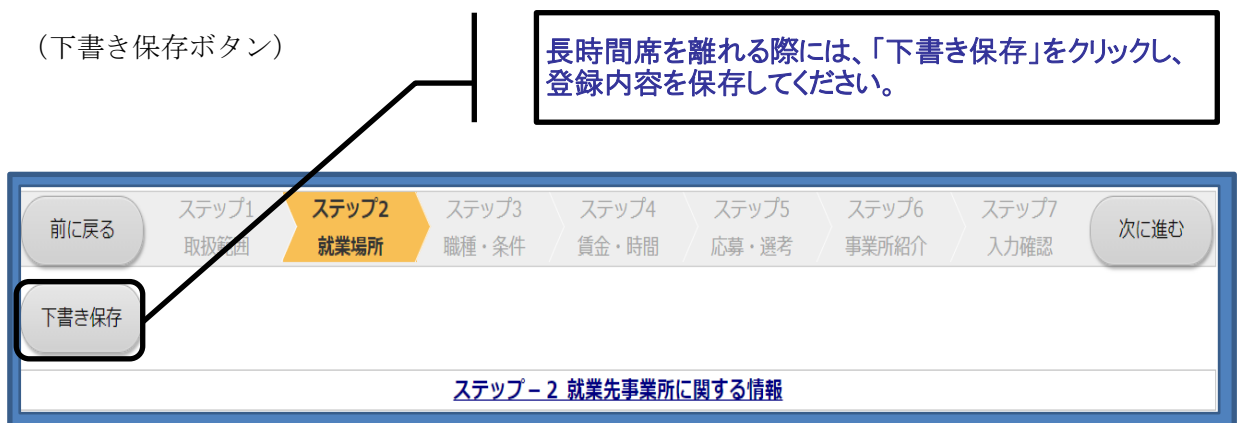 （下書き保存ボタン）
長時間席を離れる際には、「下書き保存」をクリックし、
登録内容を保存してください。
前に戻る
ステップ1
取扱範囲
ステップ2
就業場所
ステップ3
職種・条件
ステップ4
賃金・時間
ステップ5
応募・選考
ステップ6
事業所紹介
ステップ7
入力確認
次に進む
下書き保存
ステップ－２ 就業先事業所に関する情報